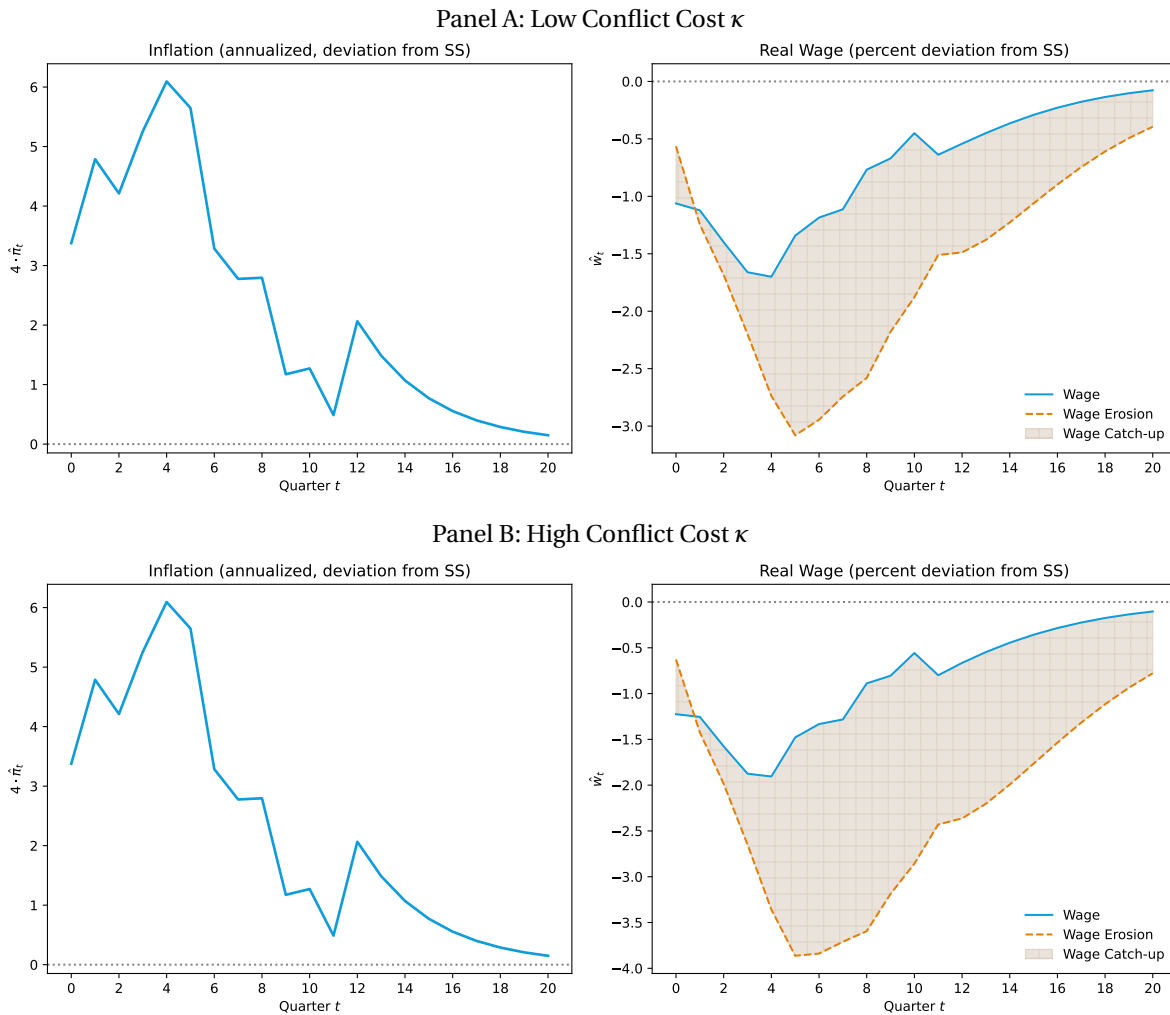 Panel A: Low Conflict Cost κ
Inflation (annualized, deviation from SS)
6
5
4
3
2
1
0
4 · π̂ₜ
0 2 4 6 8 10 12 14 16 18 20
Quarter t
Real Wage (percent deviation from SS)
0.0
−0.5
−1.0
−1.5
−2.0
−2.5
−3.0
ŵₜ
Wage
Wage Erosion
Wage Catch-up
0 2 4 6 8 10 12 14 16 18 20
Quarter t
Panel B: High Conflict Cost κ
Inflation (annualized, deviation from SS)
6
5
4
3
2
1
0
4 · π̂ₜ
0 2 4 6 8 10 12 14 16 18 20
Quarter t
Real Wage (percent deviation from SS)
0.0
−0.5
−1.0
−1.5
−2.0
−2.5
−3.0
−3.5
−4.0
ŵₜ
Wage
Wage Erosion
Wage Catch-up
0 2 4 6 8 10 12 14 16 18 20
Quarter t